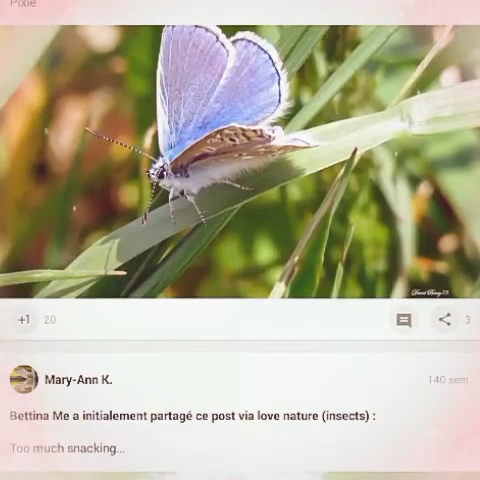 Pixie
+1 20
3
Mary-Ann K.
140 sem.
Bettina Me a initialement partagé ce post via love nature (insects) :
Too much snacking...